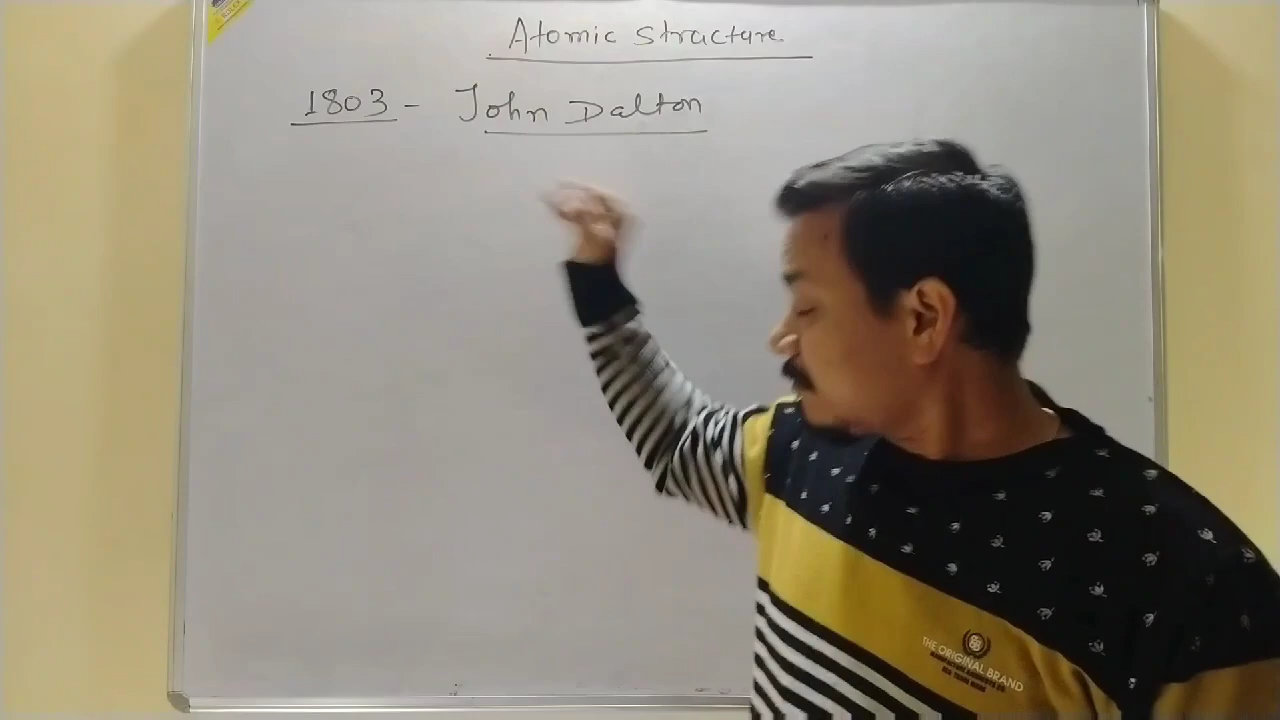 Atomic Structure
1803 - John Dalton
THE ORIGINAL BRAND